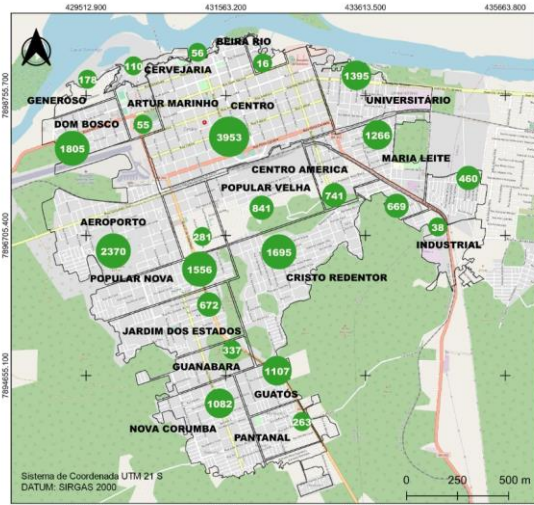 429512.900 431563.200 433613.500 435663.800
7898755.700
7896705.400
7894655.100
BEIRA RIO
56
110
CERVEJARIA
16
178
1395
GENEROSO
ARTUR MARINHO
CENTRO
UNIVERSITÁRIO
DOM BOSCO
55
3953
1266
1805
MARIA LEITE
CENTRO AMERICA
460
POPULAR VELHA
741
841
669
AEROPORTO
281
38
INDUSTRIAL
2370
1556
1695
POPULAR NOVA
CRISTO REDENTOR
672
JARDIM DOS ESTADOS
337
GUANABARA
1107
GUATÓS
1082
263
NOVA CORUMBA
PANTANAL
Sistema de Coordenada UTM 21 S
DATUM: SIRGAS 2000
0 250 500 m